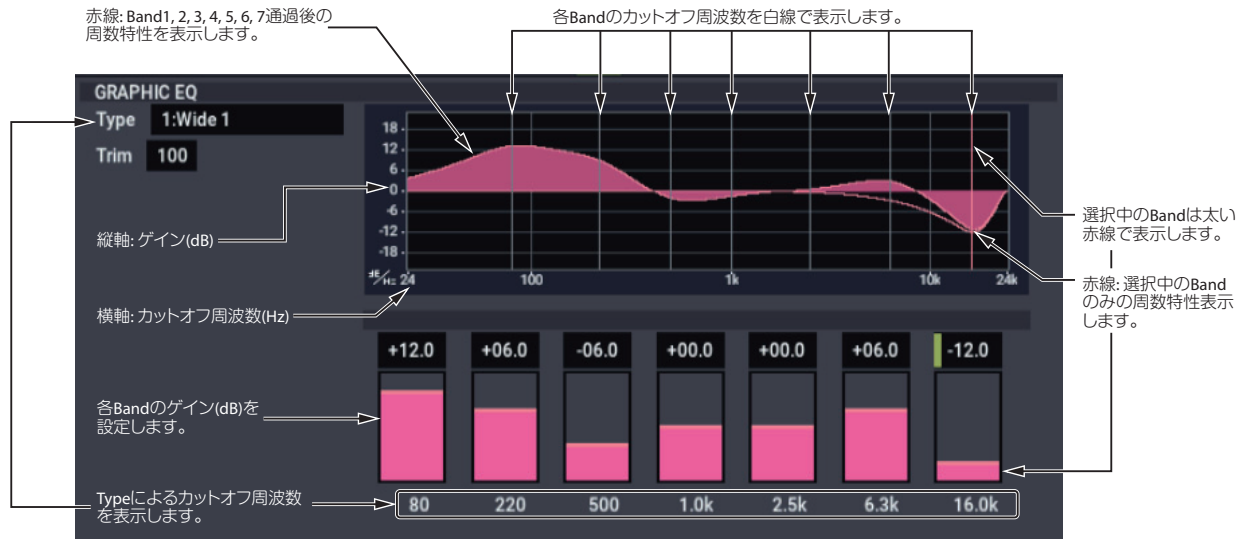 赤線: Band1, 2, 3, 4, 5, 6, 7通過後の
周数特性を表示します。
各Bandのカットオフ周波数を白線で表示します。
GRAPHIC EQ
Type 1:Wide 1
Trim 100
18
12
6
0
-6
-12
-18
dB/Hz 24 100 1k 10k 24k
縦軸: ゲイン(dB)
横軸: カットオフ周波数(Hz)
選択中のBandは太い
赤線で表示します。
赤線: 選択中のBand
のみの周数特性表示
します。
+12.0 +06.0 -06.0 +00.0 +00.0 +06.0 -12.0
各Bandのゲイン(dB)を
設定します。
Typeによるカットオフ周波数
を表示します。
80 220 500 1.0k 2.5k 6.3k 16.0k